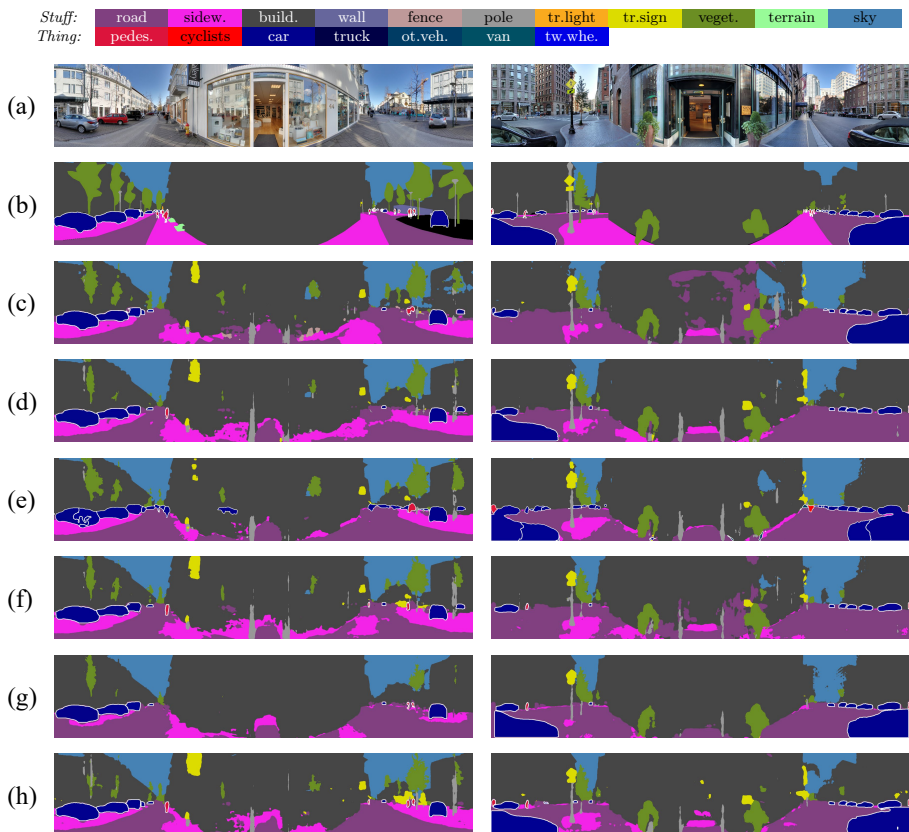 Stuff: road sidew. build. wall fence pole tr.light tr.sign veget. terrain sky
Thing: pedes. cyclists car truck ot.veh. van tw.whe.
(a)
(b)
(c)
(d)
(e)
(f)
(g)
(h)